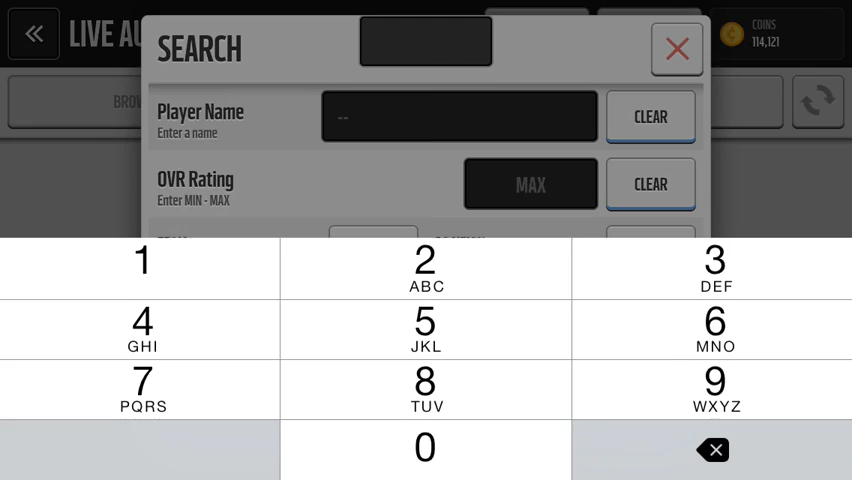 LIVE AU
SEARCH
COINS
114,121
BROW
Player Name
Enter a name
--
CLEAR
OVR Rating
Enter MIN - MAX
MAX
CLEAR
1
2
ABC
3
DEF
4
GHI
5
JKL
6
MNO
7
PQRS
8
TUV
9
WXYZ
0